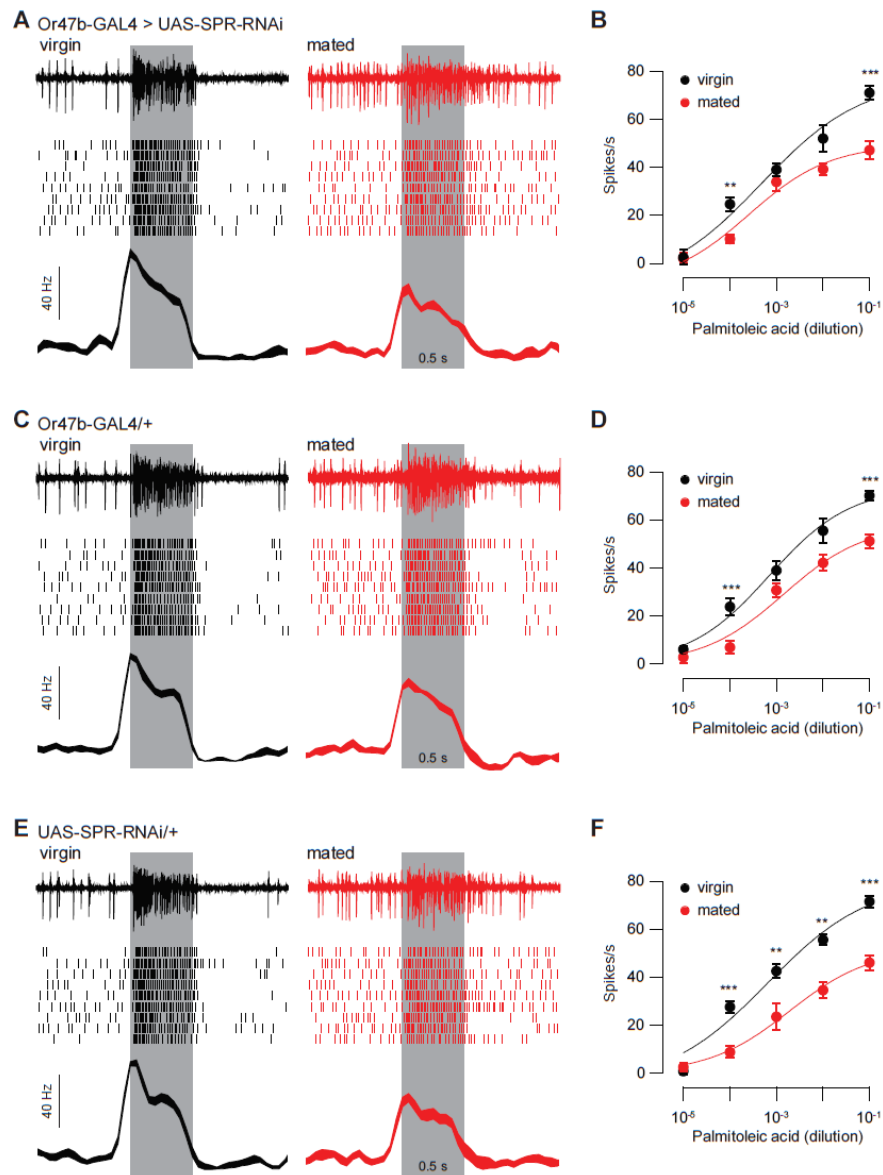 A
Or47b-GAL4 > UAS-SPR-RNAi
virgin
mated
40 Hz
0.5 s
B
virgin
mated
***
**
Spikes/s
80
60
40
20
0
10-5
10-3
10-1
Palmitoleic acid (dilution)
C
Or47b-GAL4/+
virgin
mated
40 Hz
0.5 s
D
virgin
mated
***
***
Spikes/s
80
60
40
20
0
10-5
10-3
10-1
Palmitoleic acid (dilution)
E
UAS-SPR-RNAi/+
virgin
mated
40 Hz
0.5 s
F
virgin
mated
***
**
**
***
Spikes/s
80
60
40
20
0
10-5
10-3
10-1
Palmitoleic acid (dilution)